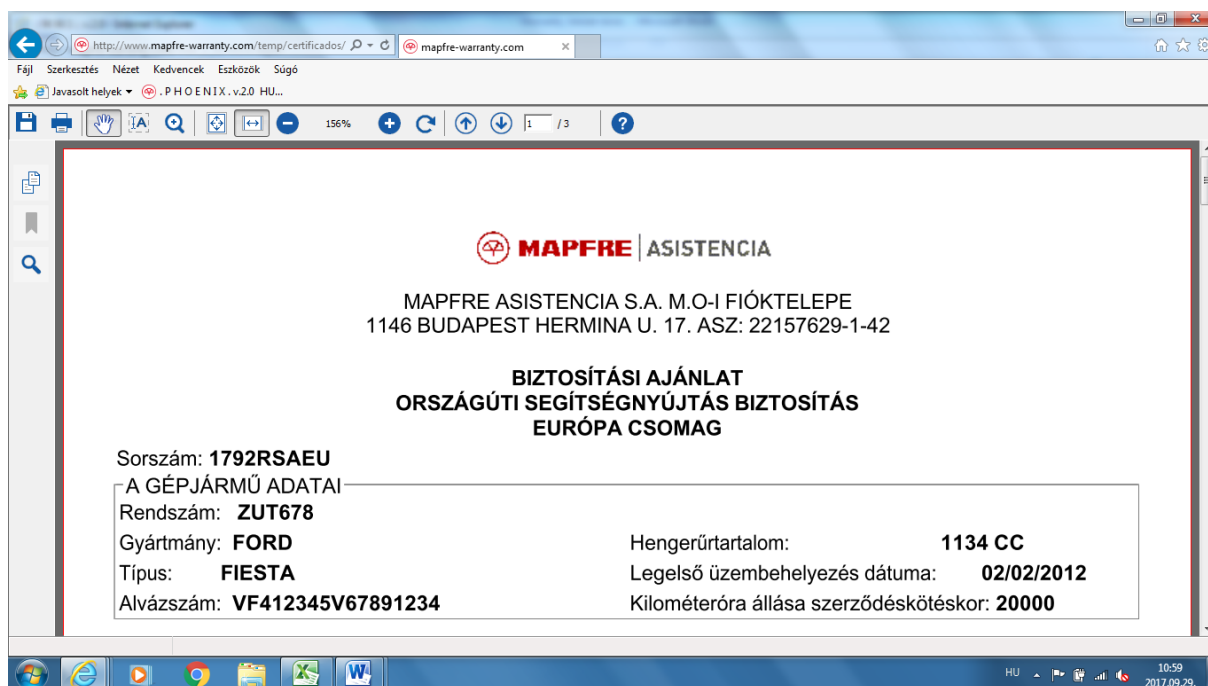 http://www.mapfre-warranty.com/temp/certificados/
mapfre-warranty.com
Fájl Szerkesztés Nézet Kedvencek Eszközök Súgó
Javasolt helyek .P H O E N I X . v.2.0 HU...
156% 1 / 3
MAPFRE ASISTENCIA
MAPFRE ASISTENCIA S.A. M.O-I FIÓKTELEPE
1146 BUDAPEST HERMINA U. 17. ASZ: 22157629-1-42
BIZTOSÍTÁSI AJÁNLAT
ORSZÁGÚTI SEGÍTSÉGNYÚJTÁS BIZTOSÍTÁS
EURÓPA CSOMAG
Sorszám: 1792RSAEU
A GÉPJÁRMŰ ADATAI
Rendszám: ZUT678
Gyártmány: FORD Hengerűrtartalom: 1134 CC
Típus: FIESTA Legelső üzembehelyezés dátuma: 02/02/2012
Alvázszám: VF412345V67891234 Kilométeróra állása szerződéskötéskor: 20000
HU 10:59
2017.09.29.